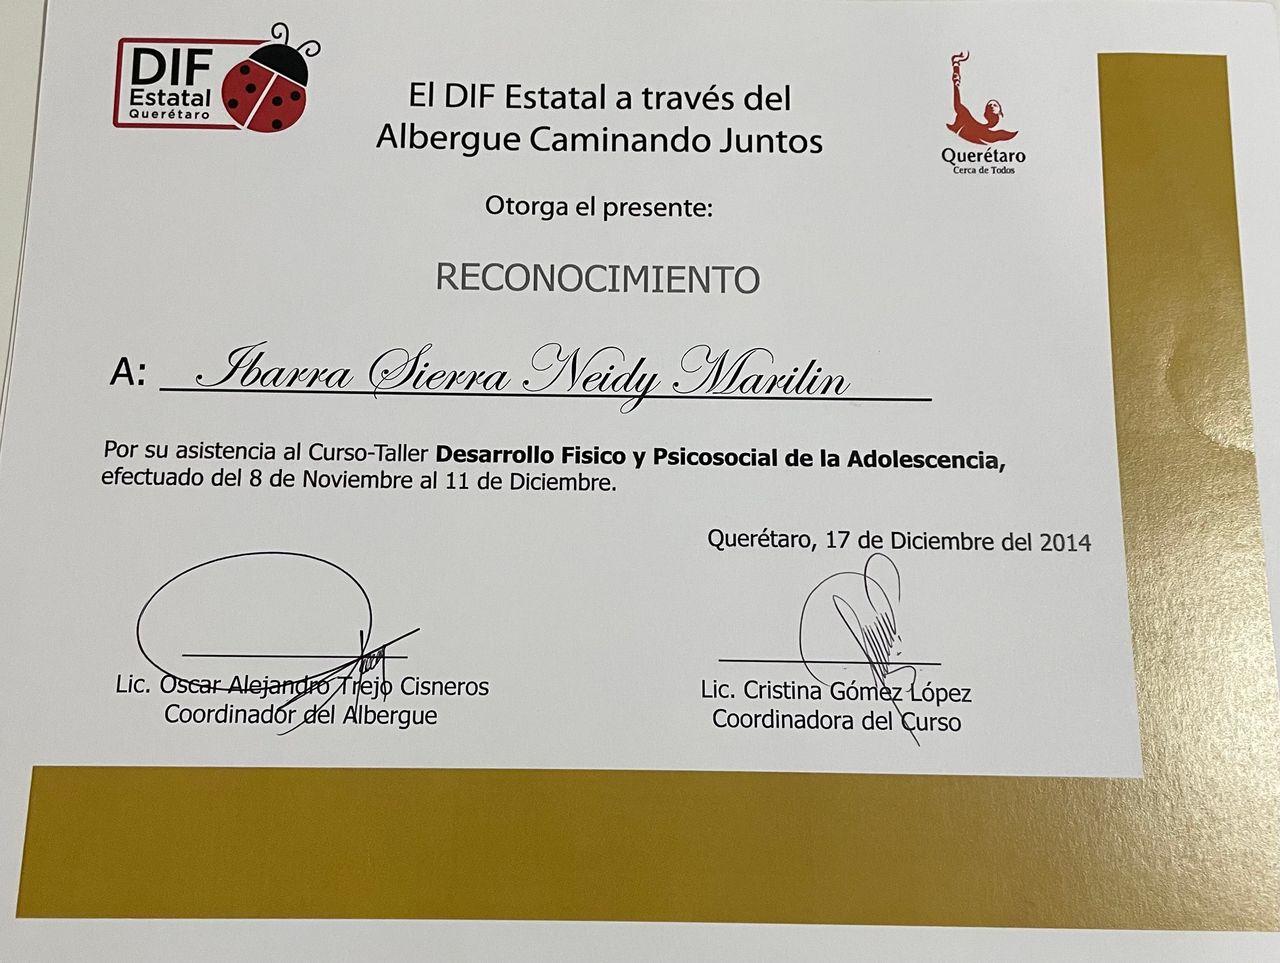 DIF
Estatal
Querétaro
El DIF Estatal a través del
Albergue Caminando Juntos
Querétaro
Cerca de Todos
Otorga el presente:
RECONOCIMIENTO
A: Ibarra Sierra Neidy Marilin
Por su asistencia al Curso-Taller Desarrollo Fisico y Psicosocial de la Adolescencia,
efectuado del 8 de Noviembre al 11 de Diciembre.
Querétaro, 17 de Diciembre del 2014
Lic. Oscar Alejandro Trejo Cisneros
Coordinador del Albergue
Lic. Cristina Gómez López
Coordinadora del Curso